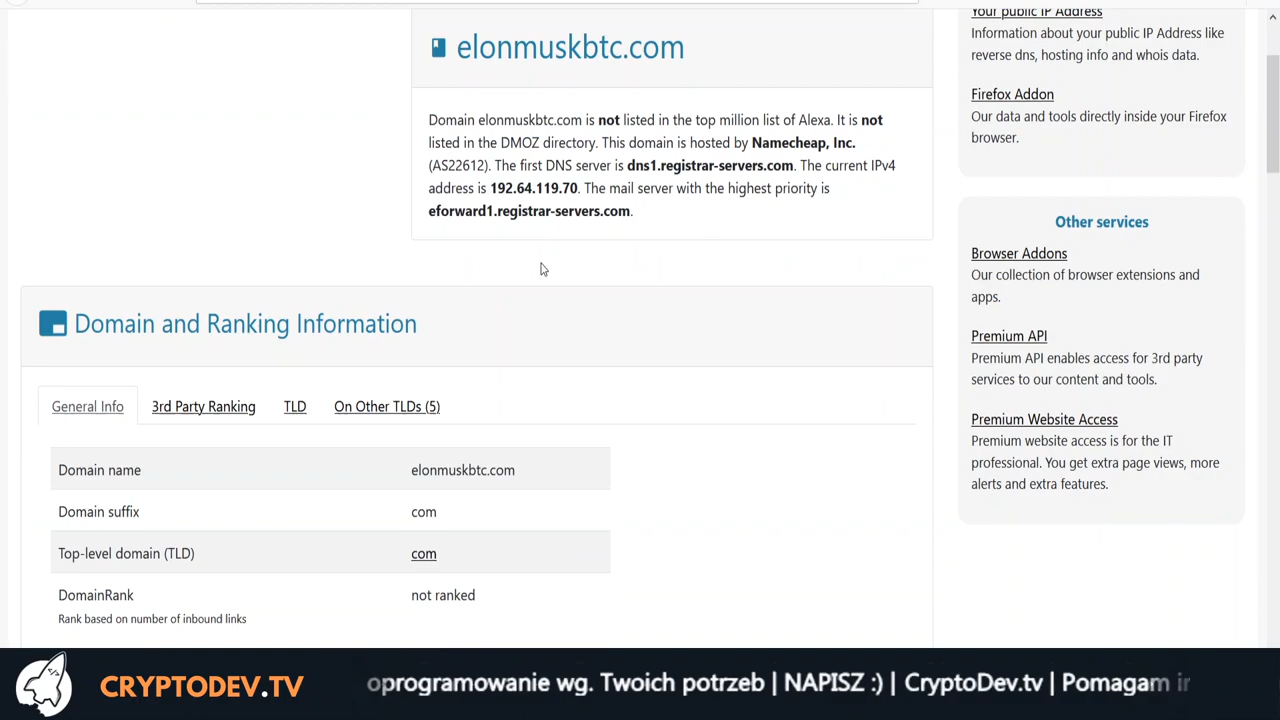 elonmuskbtc.com
Domain elonmuskbtc.com is not listed in the top million list of Alexa. It is not
listed in the DMOZ directory. This domain is hosted by Namecheap, Inc.
(AS22612). The first DNS server is dns1.registrar-servers.com. The current IPv4
address is 192.64.119.70. The mail server with the highest priority is
eforward1.registrar-servers.com.
Domain and Ranking Information
General Info 3rd Party Ranking TLD On Other TLDs (5)
Domain name elonmuskbtc.com
Domain suffix com
Top-level domain (TLD) com
DomainRank not ranked
Rank based on number of inbound links
Your public IP Address
Information about your public IP Address like
reverse dns, hosting info and whois data.
Firefox Addon
Our data and tools directly inside your Firefox
browser.
Other services
Browser Addons
Our collection of browser extensions and
apps.
Premium API
Premium API enables access for 3rd party
services to our content and tools.
Premium Website Access
Premium website access is for the IT
professional. You get extra page views, more
alerts and extra features.
CRYPTODEV.TV oprogramowanie wg. Twoich potrzeb | NAPISZ :) | CryptoDev.tv | Pomagam